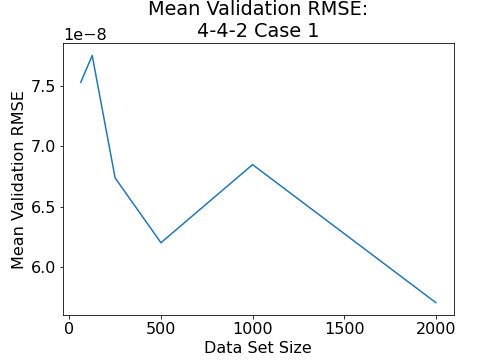 Mean Validation RMSE:
4-4-2 Case 1
1e−8
7.5
7.0
6.5
6.0
Mean Validation RMSE
0 500 1000 1500 2000
Data Set Size